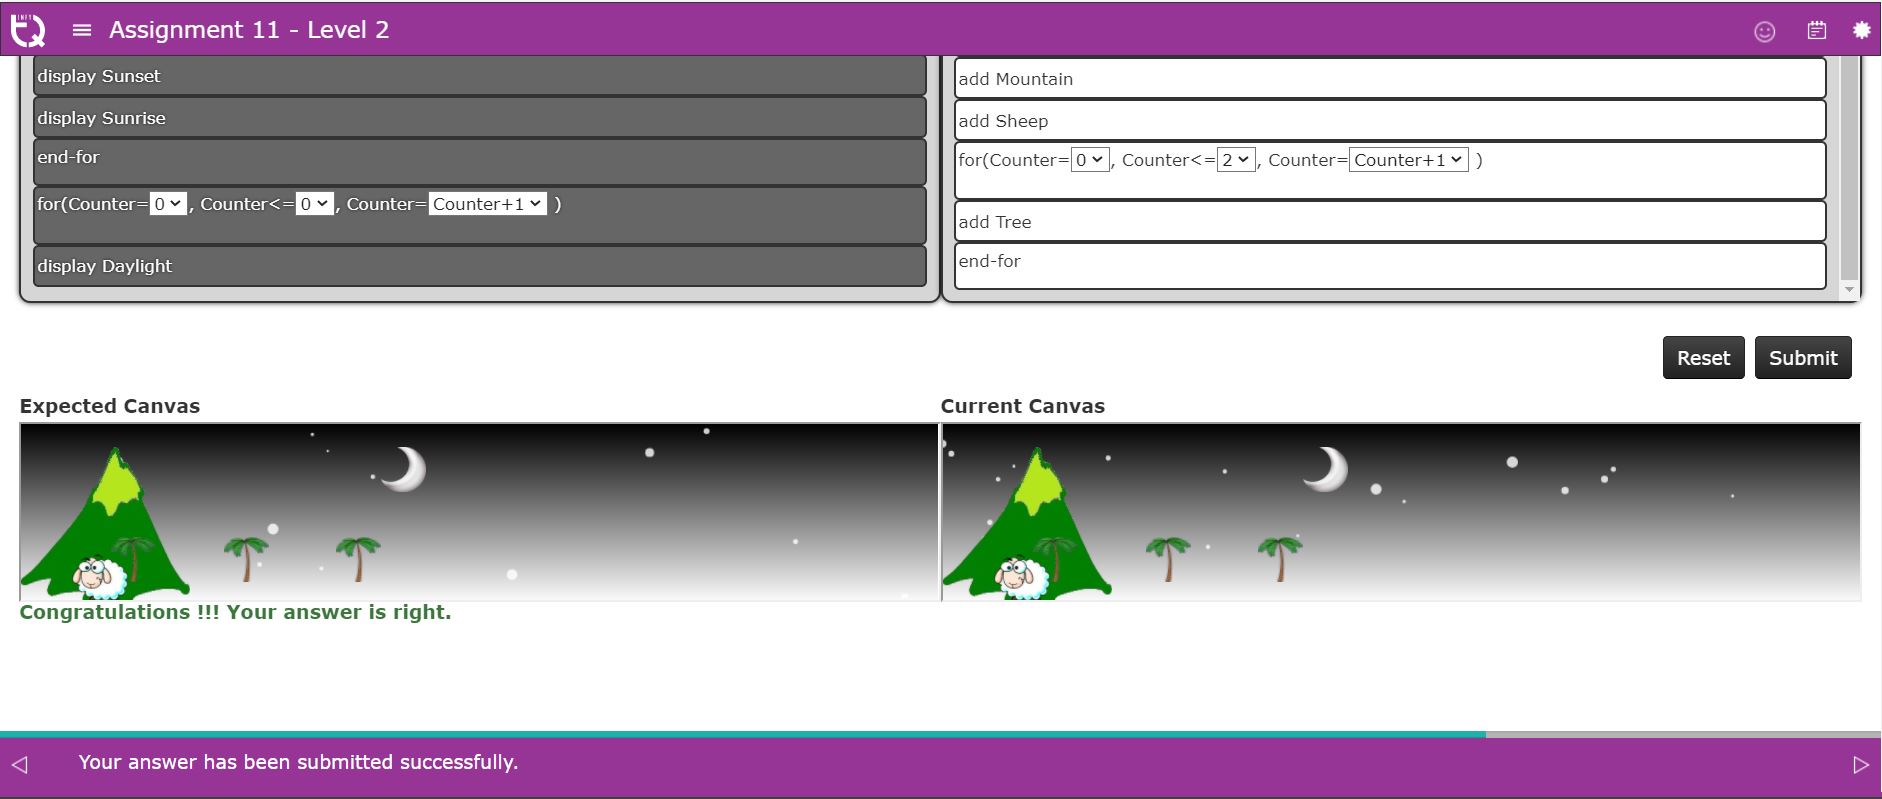 INFY TQ
Assignment 11 - Level 2
display Sunset
display Sunrise
end-for
for(Counter=0, Counter<=0, Counter=Counter+1 )
display Daylight
add Mountain
add Sheep
for(Counter=0, Counter<=2, Counter=Counter+1 )
add Tree
end-for
Reset Submit
Expected Canvas
Current Canvas
Congratulations !!! Your answer is right.
Your answer has been submitted successfully.